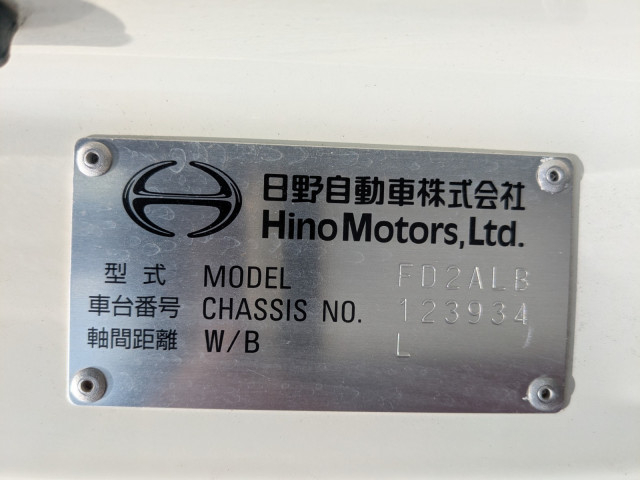 日野自動車株式会社
Hino Motors, Ltd.
型式 MODEL FD2ALB
車台番号 CHASSIS NO. 123934
軸間距離 W/B L